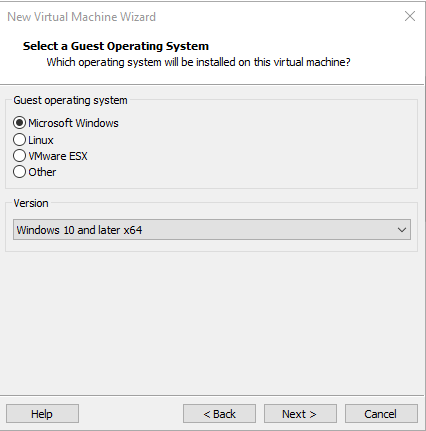 New Virtual Machine Wizard
Select a Guest Operating System
Which operating system will be installed on this virtual machine?
Guest operating system
Microsoft Windows
Linux
VMware ESX
Other
Version
Windows 10 and later x64
Help
< Back
Next >
Cancel